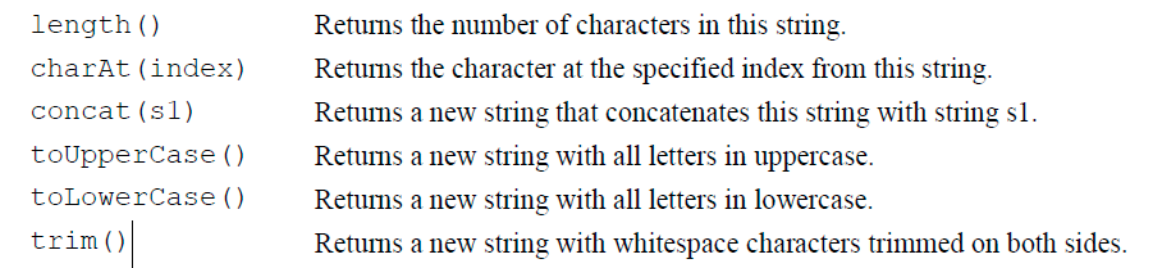 length() Returns the number of characters in this string.
charAt(index) Returns the character at the specified index from this string.
concat(s1) Returns a new string that concatenates this string with string s1.
toUpperCase() Returns a new string with all letters in uppercase.
toLowerCase() Returns a new string with all letters in lowercase.
trim() Returns a new string with whitespace characters trimmed on both sides.